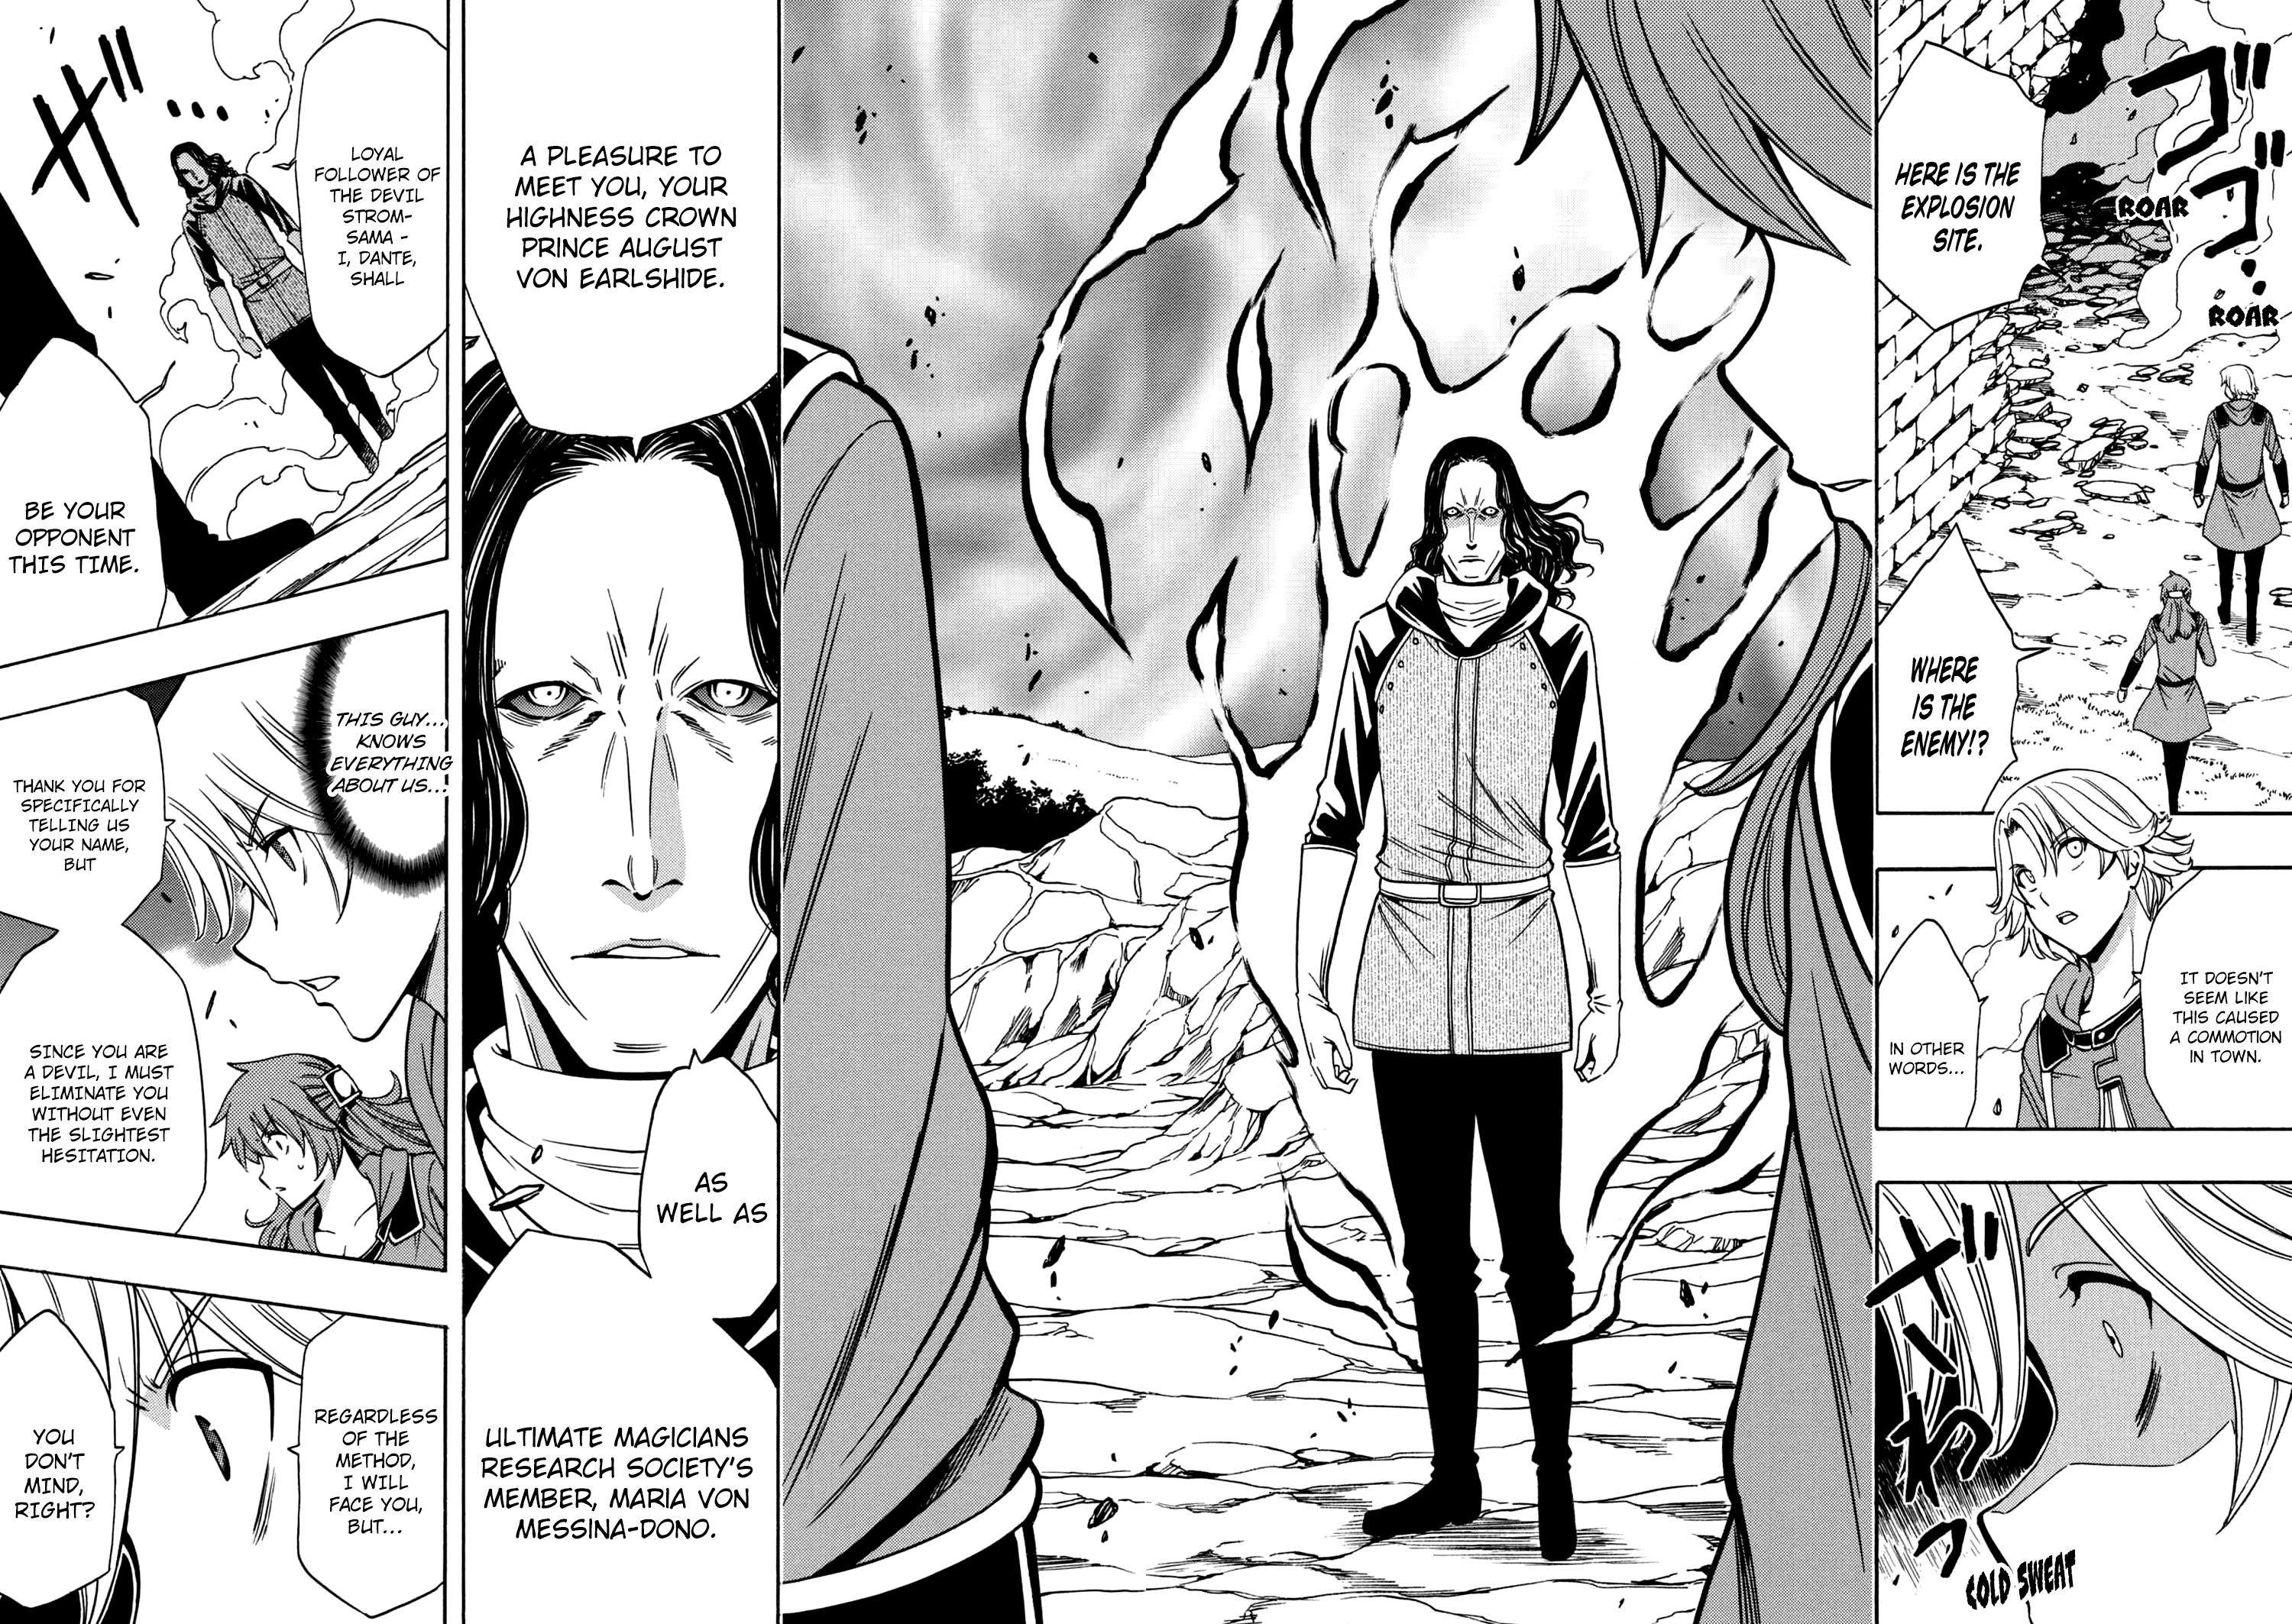 HERE IS THE
EXPLOSION
SITE.
ゴ
ROAR
ゴ
ROAR
WHERE
IS THE
ENEMY!?
IT DOESN'T
SEEM LIKE
THIS CAUSED
A COMMOTION
IN TOWN.
IN OTHER
WORDS...
ざわっ
COLD SWEAT
A PLEASURE TO
MEET YOU, YOUR
HIGHNESS CROWN
PRINCE AUGUST
VON EARLSHIDE.
AS
WELL AS
ULTIMATE MAGICIANS
RESEARCH SOCIETY'S
MEMBER, MARIA VON
MESSINA-DONO.
LOYAL
FOLLOWER OF
THE DEVIL
STROM-
SAMA -
I, DANTE,
SHALL
BE YOUR
OPPONENT
THIS TIME.
THIS GUY...
KNOWS
EVERYTHING
ABOUT US..!
THANK YOU FOR
SPECIFICALLY
TELLING US
YOUR NAME,
BUT
SINCE YOU ARE
A DEVIL, I MUST
ELIMINATE YOU
WITHOUT EVEN
THE SLIGHTEST
HESITATION.
REGARDLESS
OF THE
METHOD,
I WILL
FACE YOU,
BUT...
YOU
DON'T
MIND,
RIGHT?